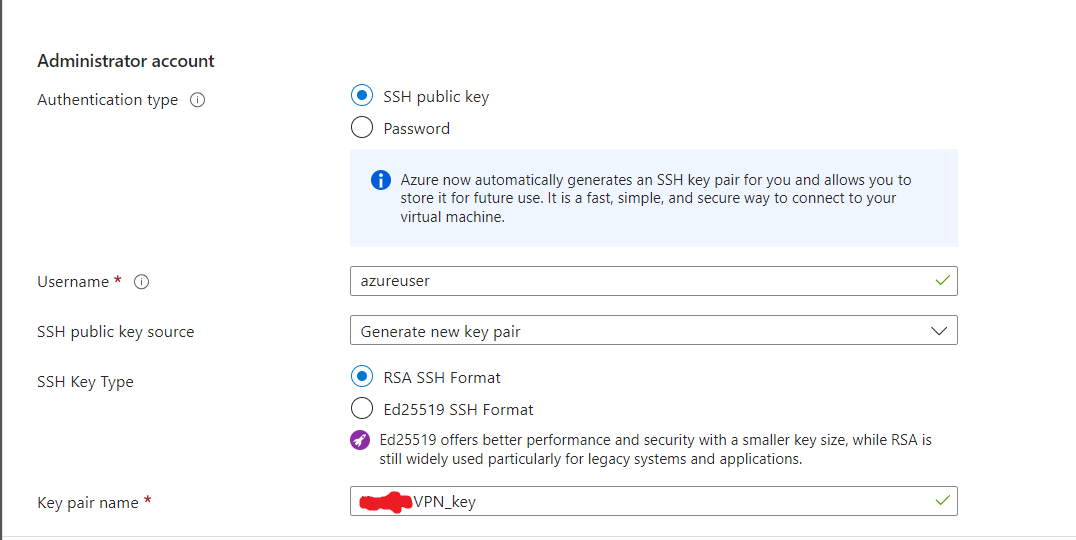 Administrator account
Authentication type
SSH public key
Password
Azure now automatically generates an SSH key pair for you and allows you to
store it for future use. It is a fast, simple, and secure way to connect to your
virtual machine.
Username *
azureuser
SSH public key source
Generate new key pair
SSH Key Type
RSA SSH Format
Ed25519 SSH Format
Ed25519 offers better performance and security with a smaller key size, while RSA is
still widely used particularly for legacy systems and applications.
Key pair name *
VPN_key